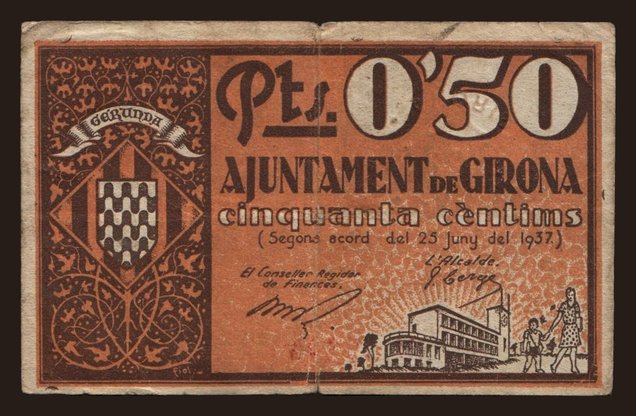 GERUNDA
Pts. 0'50
AJUNTAMENT DE GIRONA
cinquanta cèntims
(Segons acord del 25 Juny del 1937.)
El Conseller Regidor
de Finances.
L'Alcalde.
Fiol.